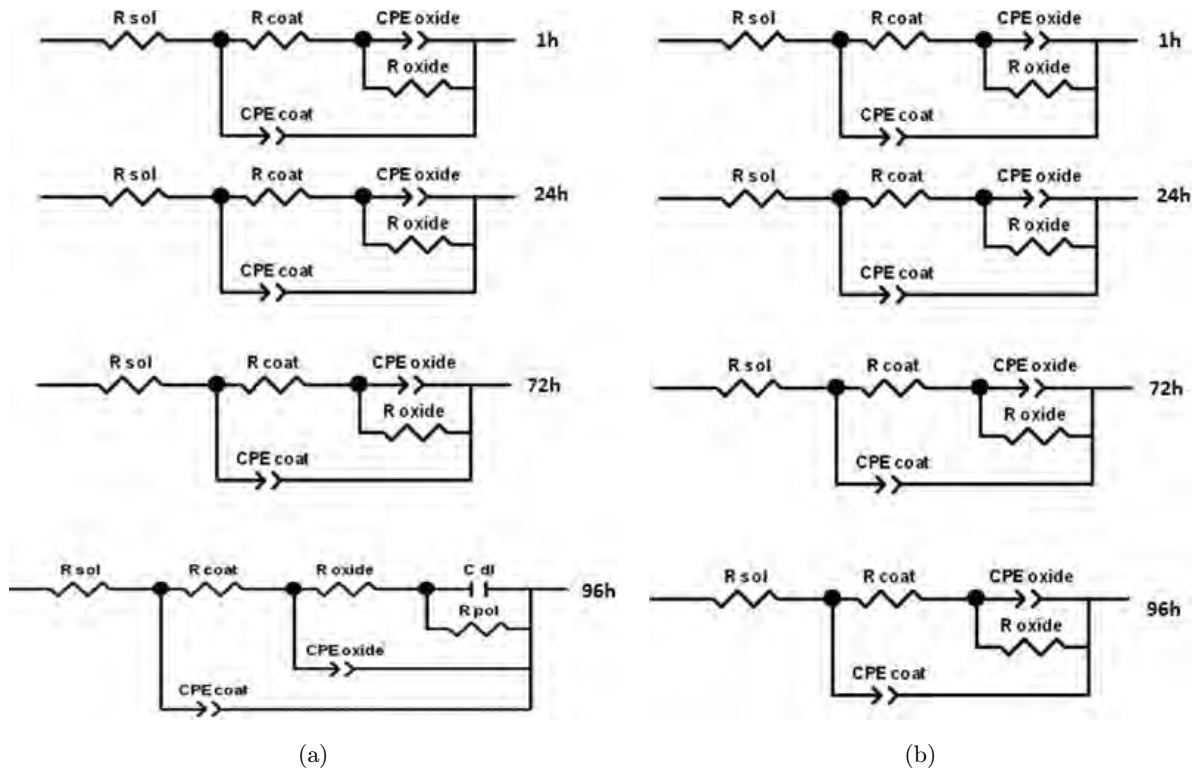 R sol R coat CPE oxide R sol R coat CPE oxide
1h 1h
R oxide R oxide
CPE coat CPE coat
R sol R coat CPE oxide R sol R coat CPE oxide
24h 24h
R oxide R oxide
CPE coat CPE coat
R sol R coat CPE oxide R sol R coat CPE oxide
72h 72h
R oxide R oxide
CPE coat CPE coat
R sol R coat R oxide C dl R sol R coat CPE oxide
96h 96h
R pol R oxide
CPE oxide
CPE coat CPE coat
(a) (b)